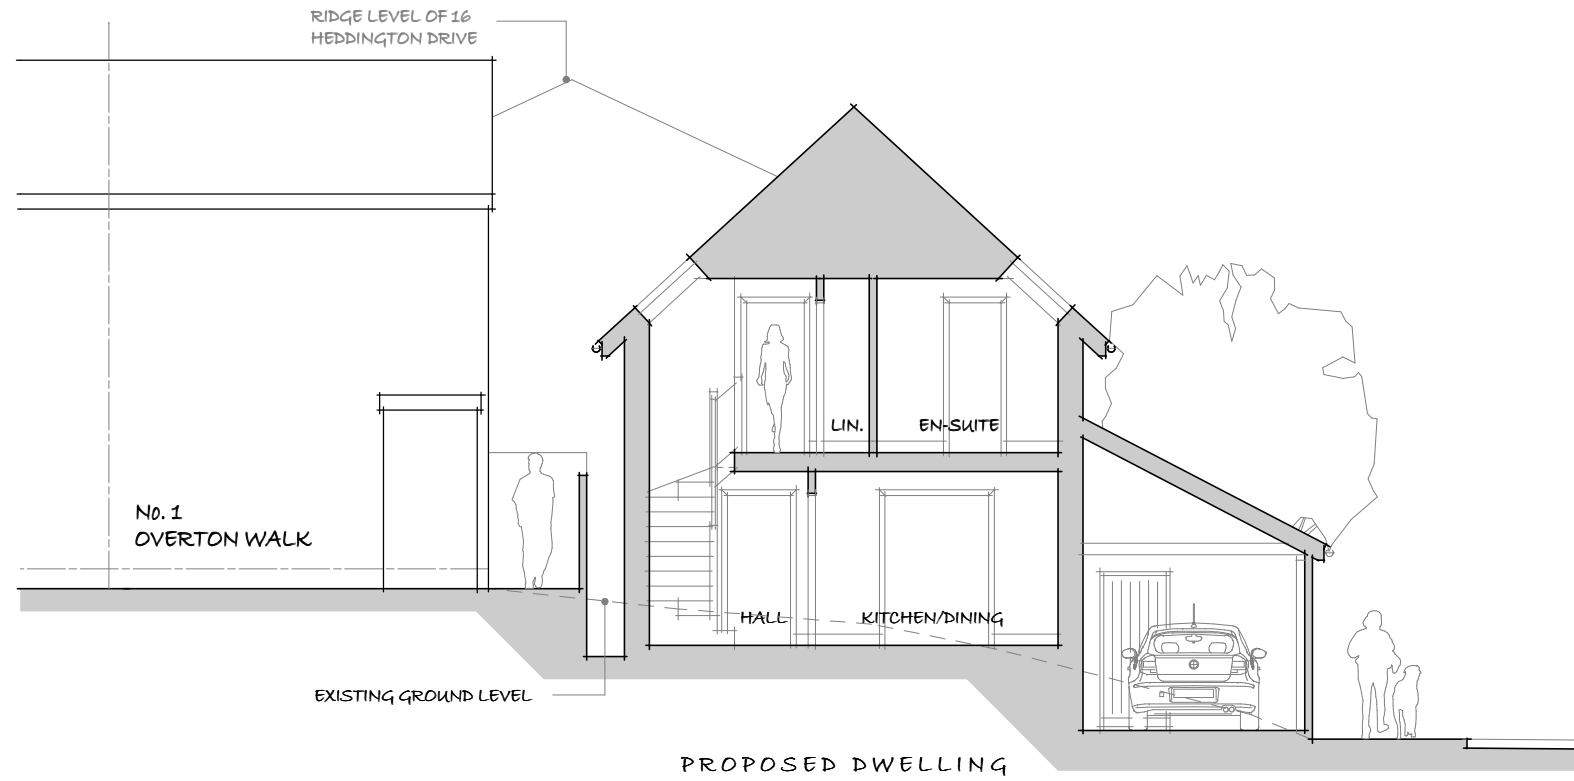 RIDGE LEVEL OF 16
HEDDINGTON DRIVE
LIN.
EN-SUITE
No. 1
OVERTON WALK
HALL
KITCHEN/DINING
EXISTING GROUND LEVEL
PROPOSED DWELLING